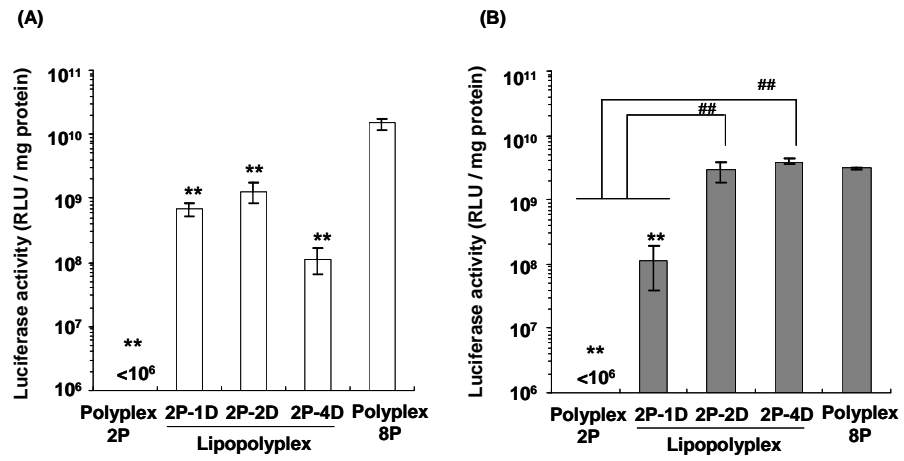 (A)
Luciferase activity (RLU / mg protein)
10¹¹
10¹⁰
10⁹
10⁸
10⁷
10⁶
**
<10⁶
**
**
**
Polyplex
2P
2P-1D
2P-2D
2P-4D
Polyplex
8P
Lipopolyplex
(B)
Luciferase activity (RLU / mg protein)
10¹¹
10¹⁰
10⁹
10⁸
10⁷
10⁶
##
##
**
**
<10⁶
Polyplex
2P
2P-1D
2P-2D
2P-4D
Polyplex
8P
Lipopolyplex